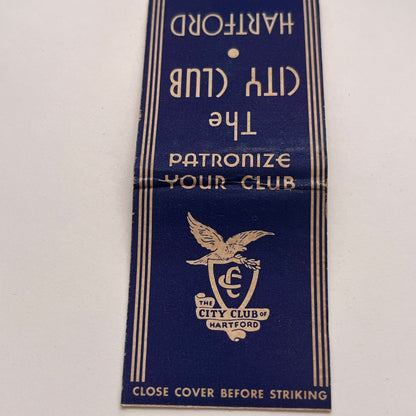 HARTFORD
•
CITY CLUB
The
PATRONIZE
YOUR CLUB
CC
THE
CITY CLUB OF
HARTFORD
CLOSE COVER BEFORE STRIKING